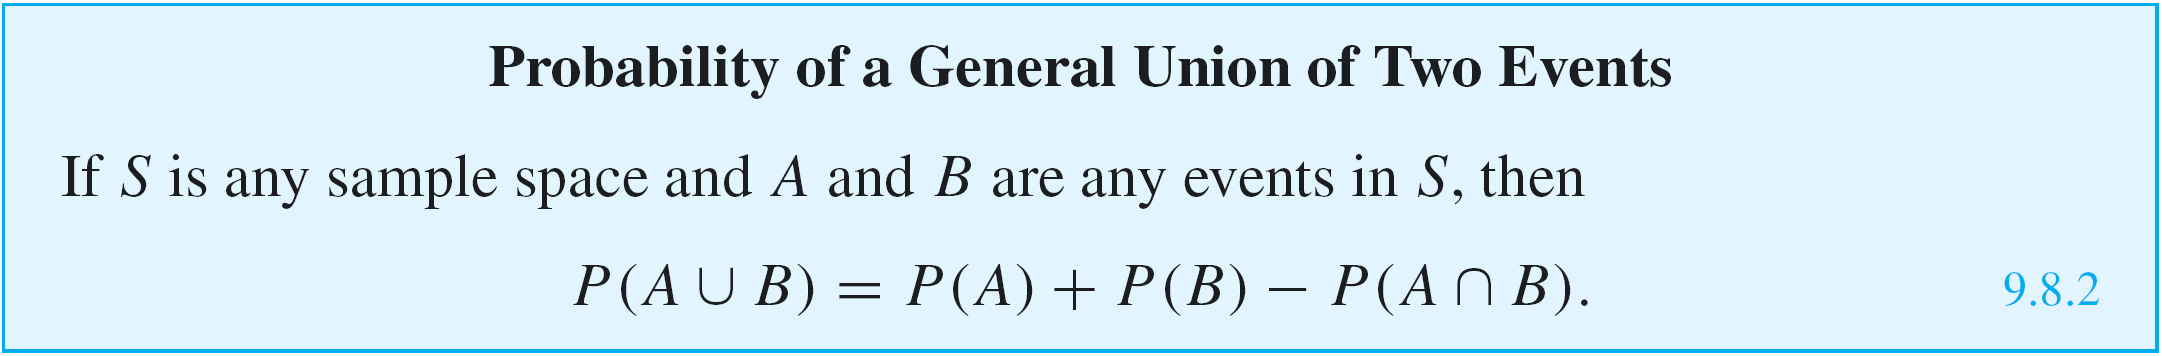 Probability of a General Union of Two Events
If S is any sample space and A and B are any events in S, then
P(A ∪ B) = P(A) + P(B) − P(A ∩ B). 9.8.2